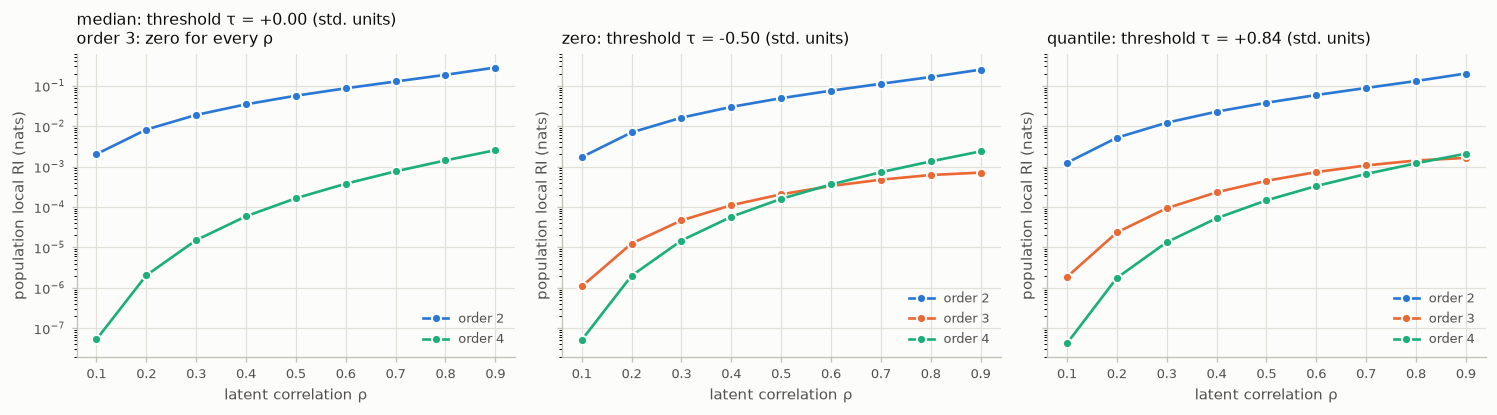 median: threshold τ = +0.00 (std. units)
order 3: zero for every ρ
population local RI (nats)
10⁻¹
10⁻²
10⁻³
10⁻⁴
10⁻⁵
10⁻⁶
10⁻⁷
order 2
order 4
0.1 0.2 0.3 0.4 0.5 0.6 0.7 0.8 0.9
latent correlation ρ
zero: threshold τ = -0.50 (std. units)
population local RI (nats)
order 2
order 3
order 4
0.1 0.2 0.3 0.4 0.5 0.6 0.7 0.8 0.9
latent correlation ρ
quantile: threshold τ = +0.84 (std. units)
population local RI (nats)
order 2
order 3
order 4
0.1 0.2 0.3 0.4 0.5 0.6 0.7 0.8 0.9
latent correlation ρ